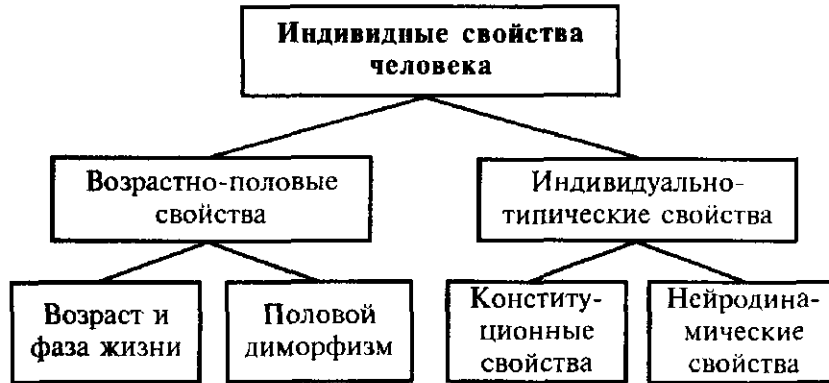 Индивидные свойства
человека
Возрастно-половые
свойства
Индивидуально-
типические свойства
Возраст и
фаза жизни
Половой
диморфизм
Конститу-
ционные
свойства
Нейродина-
мические
свойства